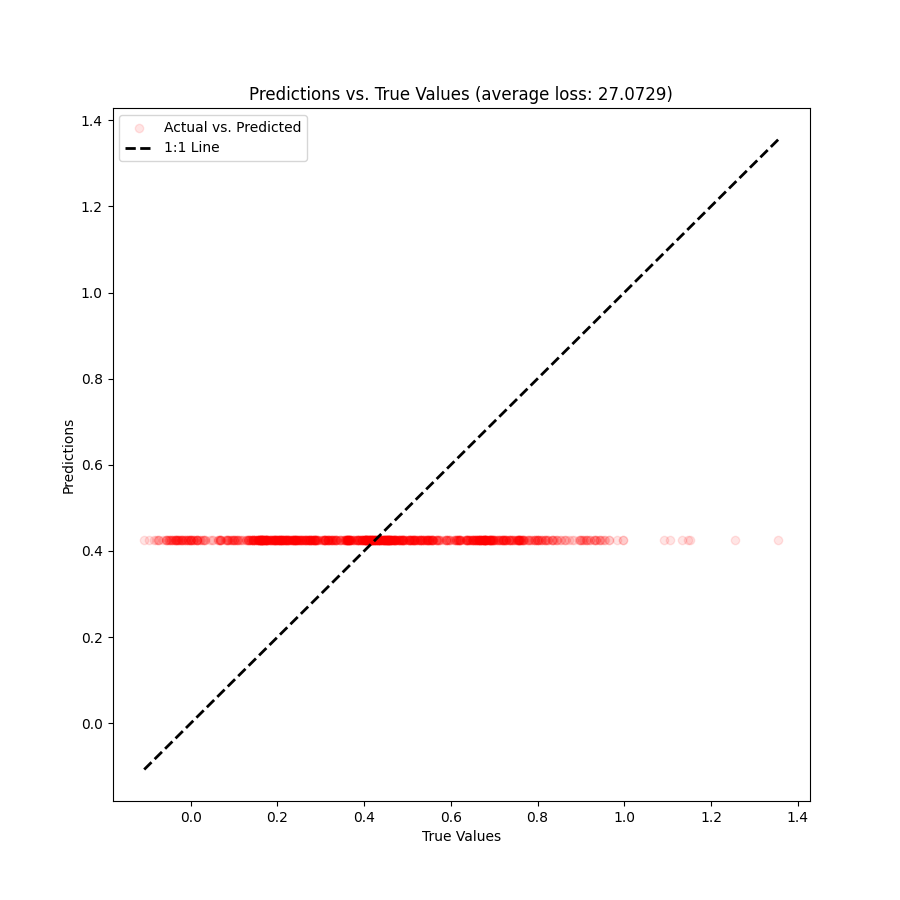 Predictions vs. True Values (average loss: 27.0729)
Actual vs. Predicted
1:1 Line
1.4
1.2
1.0
0.8
0.6
0.4
0.2
0.0
Predictions
0.0 0.2 0.4 0.6 0.8 1.0 1.2 1.4
True Values